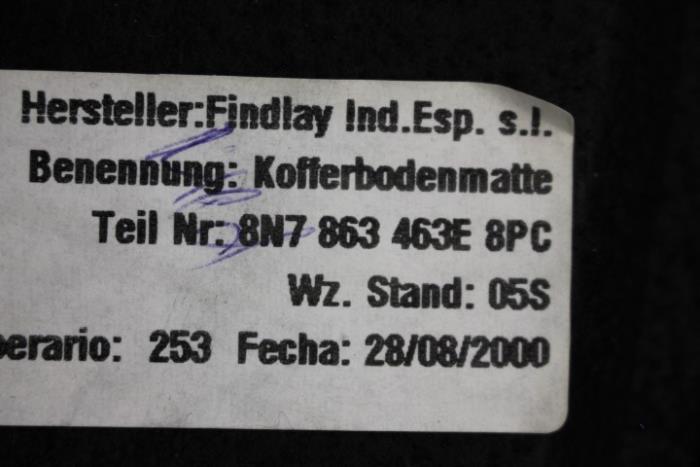 Hersteller:Findlay Ind.Esp. s.l.
Benennung: Kofferbodenmatte
Teil Nr: 8N7 863 463E 8PC
Wz. Stand: 05S
perario: 253 Fecha: 28/08/2000